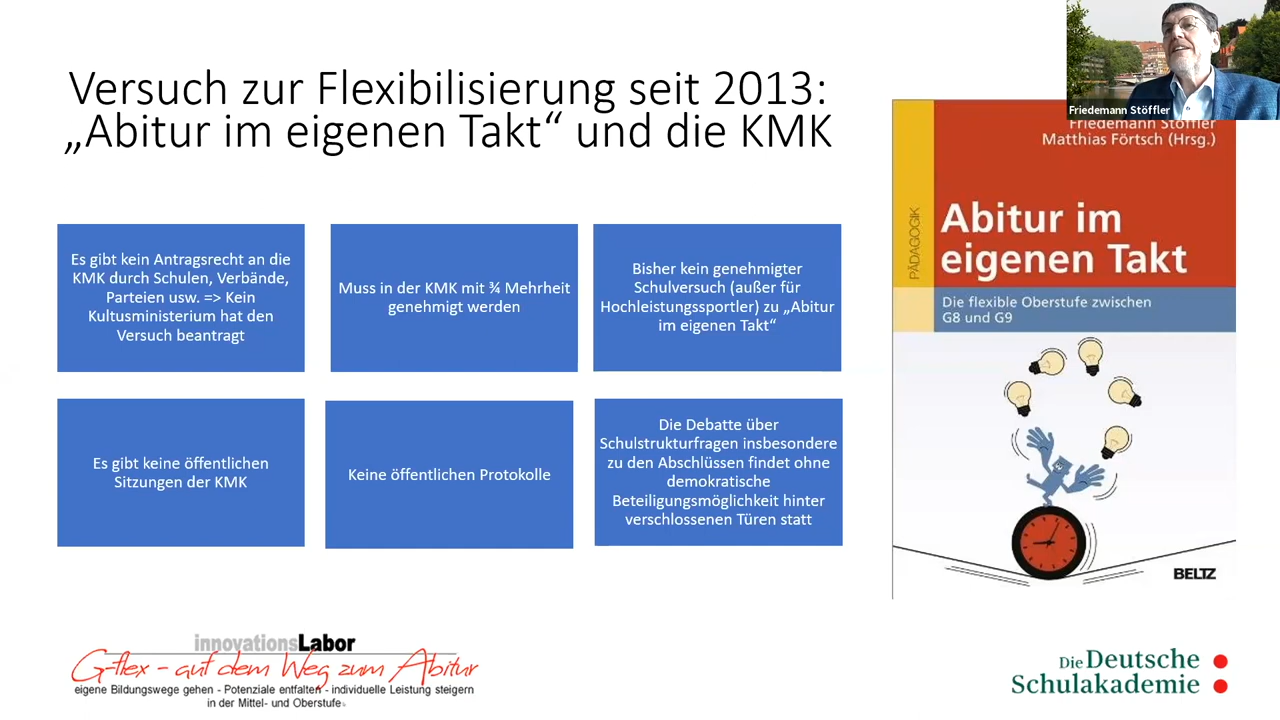 Versuch zur Flexibilisierung seit 2013:
„Abitur im eigenen Takt“ und die KMK
Es gibt kein Antragsrecht an die
KMK durch Schulen, Verbände,
Parteien usw. => Kein
Kultusministerium hat den
Versuch beantragt
Muss in der KMK mit ¾ Mehrheit
genehmigt werden
Bisher kein genehmigter
Schulversuch (außer für
Hochleistungssportler) zu „Abitur
im eigenen Takt“
Es gibt keine öffentlichen
Sitzungen der KMK
Keine öffentlichen Protokolle
Die Debatte über
Schulstrukturfragen insbesondere
zu den Abschlüssen findet ohne
demokratische
Beteiligungsmöglichkeit hinter
verschlossenen Türen statt
Friedemann Stöffler
Friedemann Stöffler
Matthias Förtsch (Hrsg.)
PÄDAGOGIK
Abitur im
eigenen Takt
Die flexible Oberstufe zwischen
G8 und G9
BELTZ
innovationsLabor
G-flex - auf dem Weg zum Abitur
eigene Bildungswege gehen - Potenziale entfalten - individuelle Leistung steigern
in der Mittel- und Oberstufe
Die Deutsche
Schulakademie